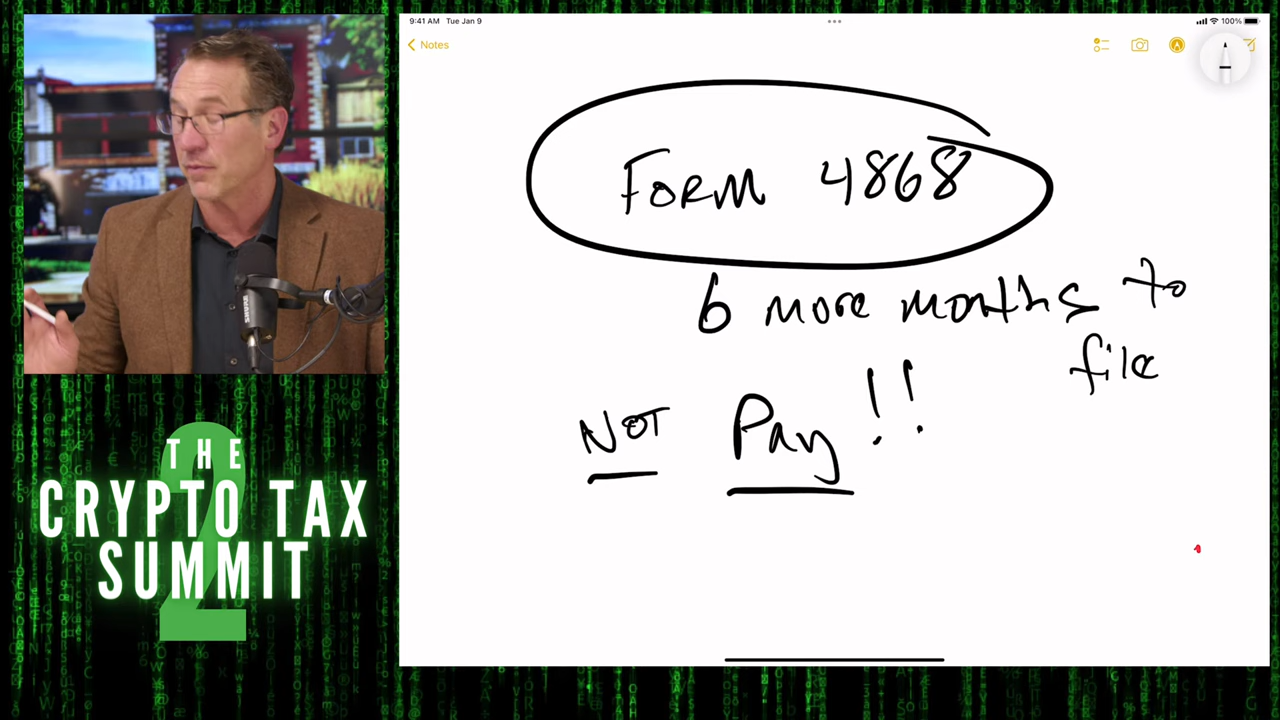 9:41 AM Tue Jan 9
100%
Notes
Form 4868
6 more months to
file
NOT Pay!!
SHURE
THE
2
CRYPTO TAX
SUMMIT